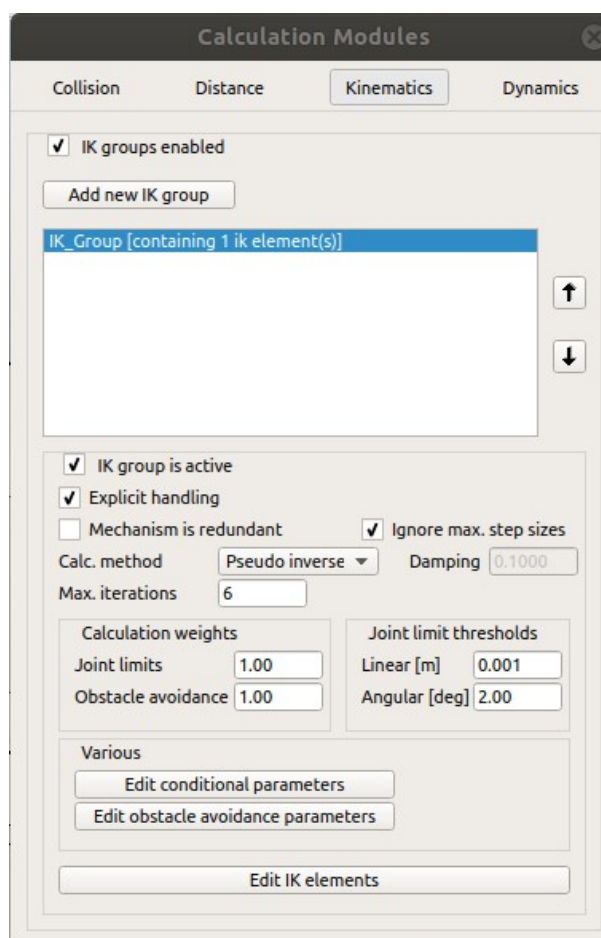 Calculation Modules
Collision Distance Kinematics Dynamics
IK groups enabled
Add new IK group
IK_Group [containing 1 ik element(s)]
IK group is active
Explicit handling
Mechanism is redundant Ignore max. step sizes
Calc. method Pseudo inverse Damping 0.1000
Max. iterations 6
Calculation weights Joint limit thresholds
Joint limits 1.00 Linear [m] 0.001
Obstacle avoidance 1.00 Angular [deg] 2.00
Various
Edit conditional parameters
Edit obstacle avoidance parameters
Edit IK elements